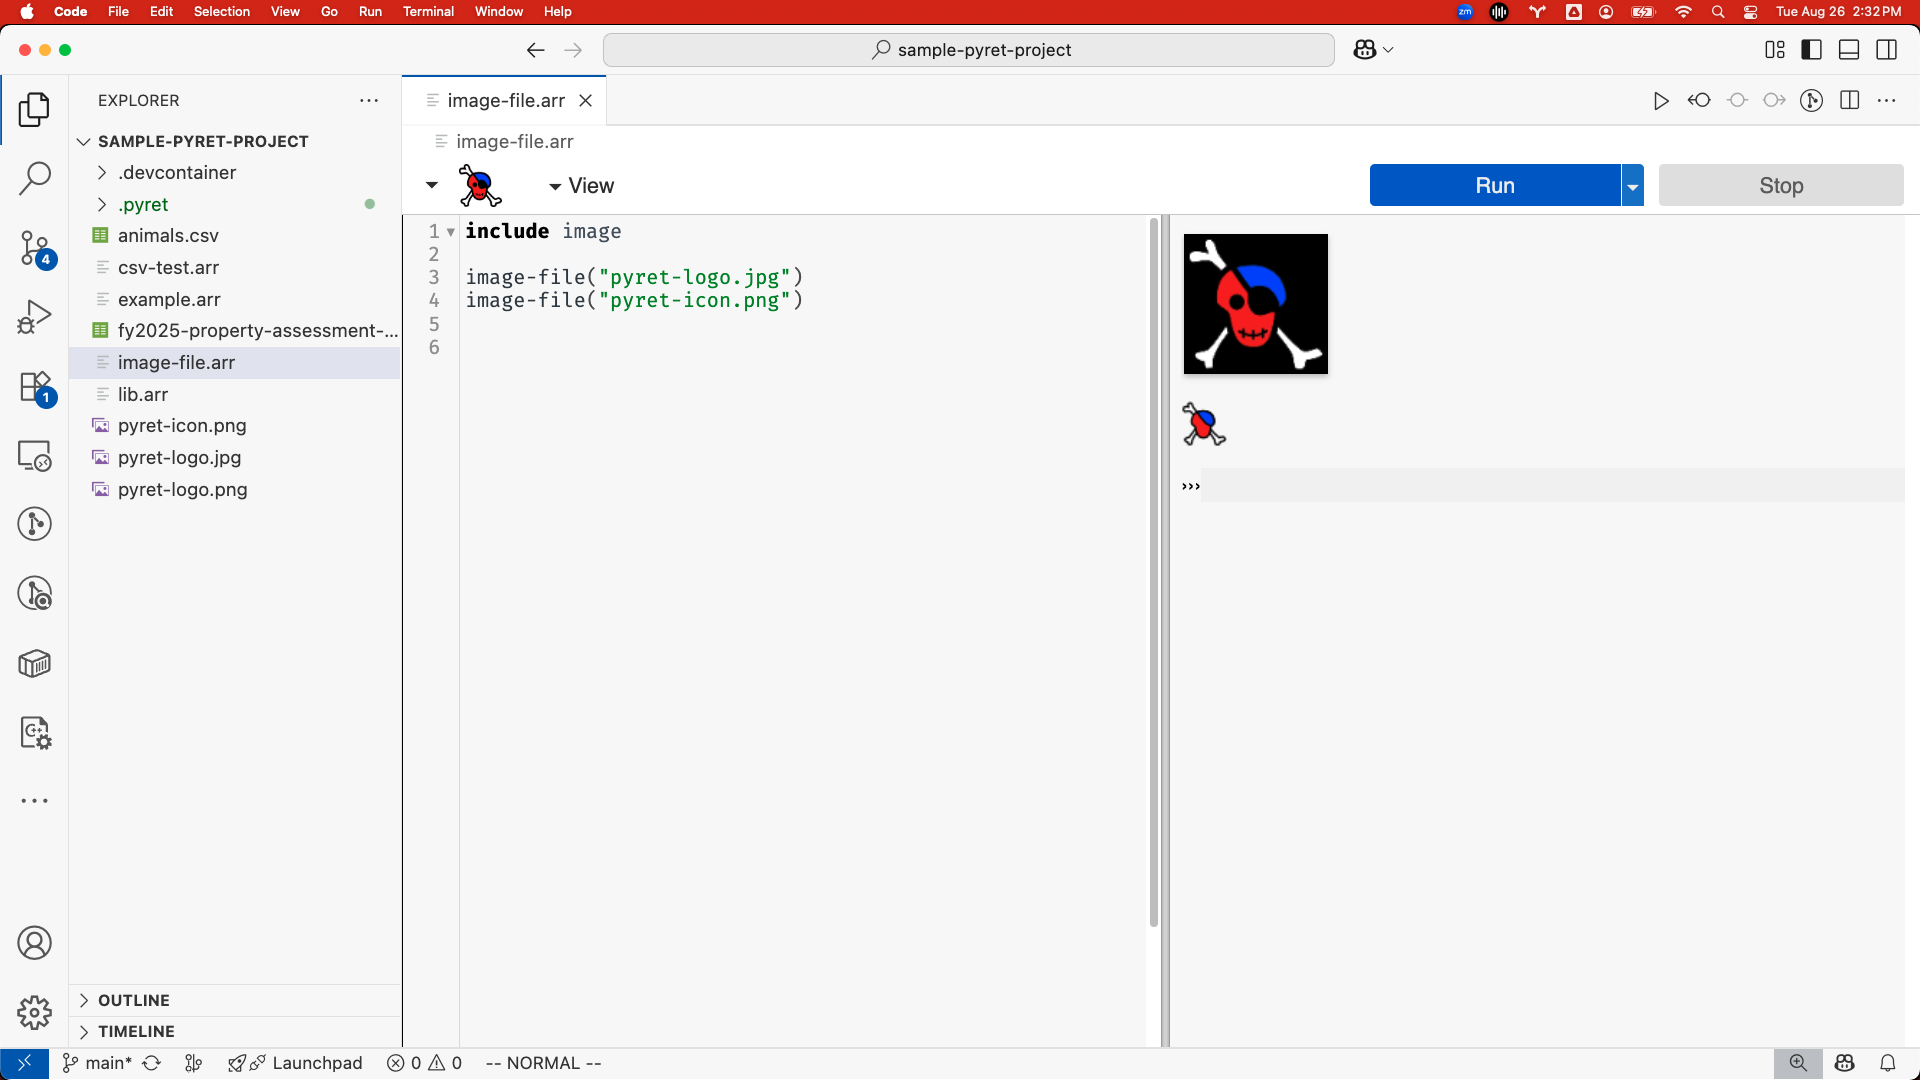 Code File Edit Selection View Go Run Terminal Window Help
zm
Tue Aug 26 2:32 PM
sample-pyret-project
EXPLORER
SAMPLE-PYRET-PROJECT
.devcontainer
.pyret
animals.csv
csv-test.arr
example.arr
fy2025-property-assessment-...
image-file.arr
lib.arr
pyret-icon.png
pyret-logo.jpg
pyret-logo.png
4
1
C++
OUTLINE
TIMELINE
image-file.arr
image-file.arr
View
Run
Stop
1 include image
2
3 image-file("pyret-logo.jpg")
4 image-file("pyret-icon.png")
5
6
›››
main* Launchpad 0 0 -- NORMAL --